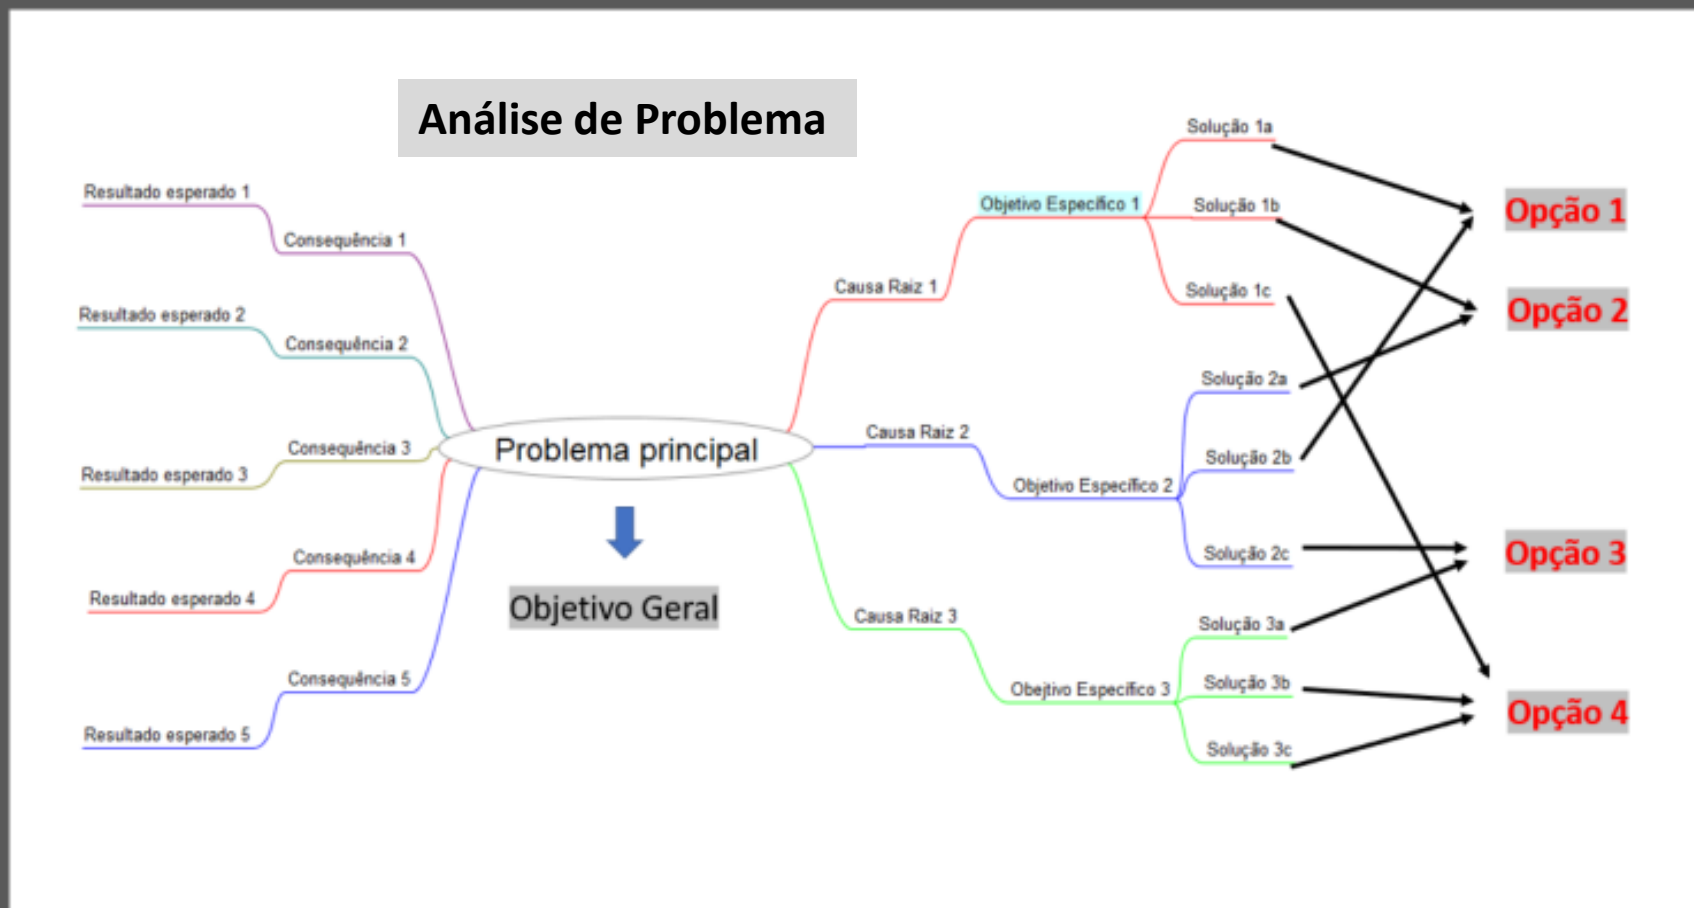 Análise de Problema
Resultado esperado 1
Consequência 1
Resultado esperado 2
Consequência 2
Consequência 3
Resultado esperado 3
Consequência 4
Resultado esperado 4
Consequência 5
Resultado esperado 5
Problema principal
Objetivo Geral
Causa Raiz 1
Objetivo Específico 1
Solução 1a
Solução 1b
Solução 1c
Causa Raiz 2
Objetivo Específico 2
Solução 2a
Solução 2b
Solução 2c
Causa Raiz 3
Obejtivo Específico 3
Solução 3a
Solução 3b
Solução 3c
Opção 1
Opção 2
Opção 3
Opção 4